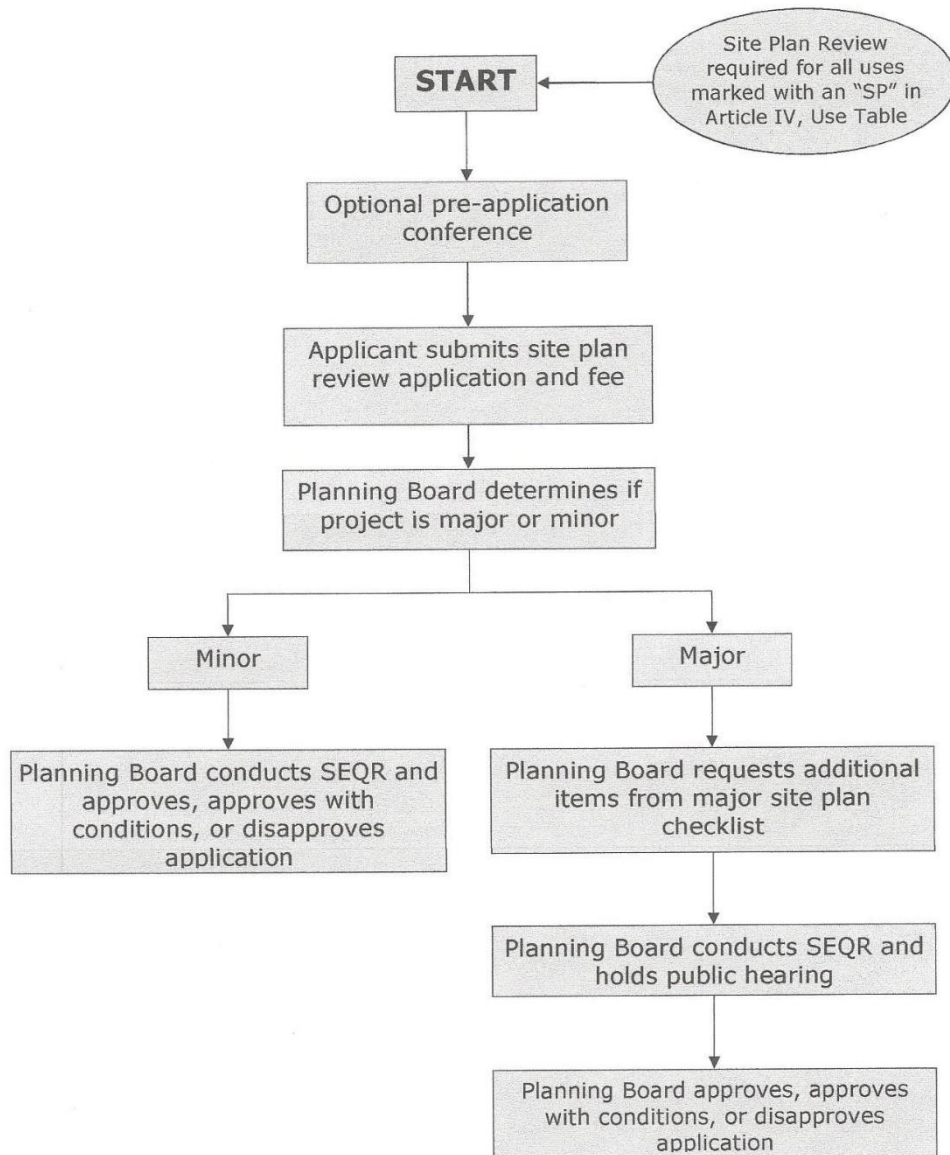 Site Plan Review
required for all uses
marked with an “SP” in
Article IV, Use Table
START
Optional pre-application
conference
Applicant submits site plan
review application and fee
Planning Board determines if
project is major or minor
Minor
Major
Planning Board conducts SEQR and
approves, approves with
conditions, or disapproves
application
Planning Board requests additional
items from major site plan
checklist
Planning Board conducts SEQR and
holds public hearing
Planning Board approves, approves
with conditions, or disapproves
application